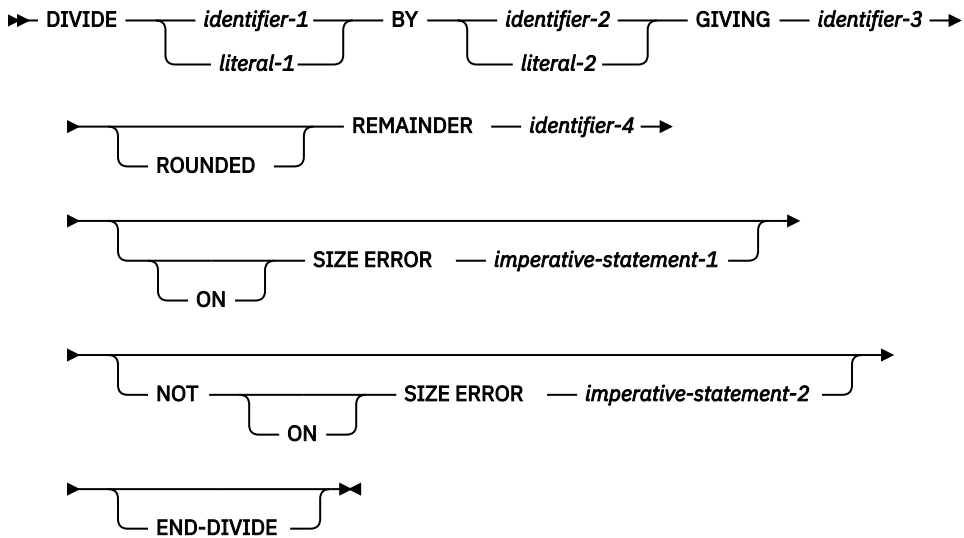 DIVIDE identifier-1 BY identifier-2 GIVING identifier-3
literal-1 literal-2
REMAINDER identifier-4
ROUNDED
SIZE ERROR imperative-statement-1
ON
NOT SIZE ERROR imperative-statement-2
ON
END-DIVIDE